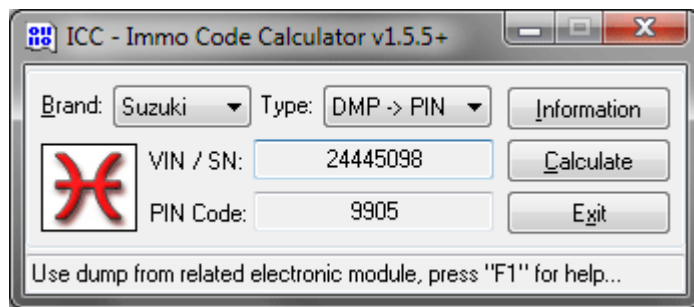 ICC - Immo Code Calculator v1.5.5+
Brand: Suzuki Type: DMP -> PIN Information
VIN / SN: 24445098 Calculate
PIN Code: 9905 Exit
Use dump from related electronic module, press "F1" for help...